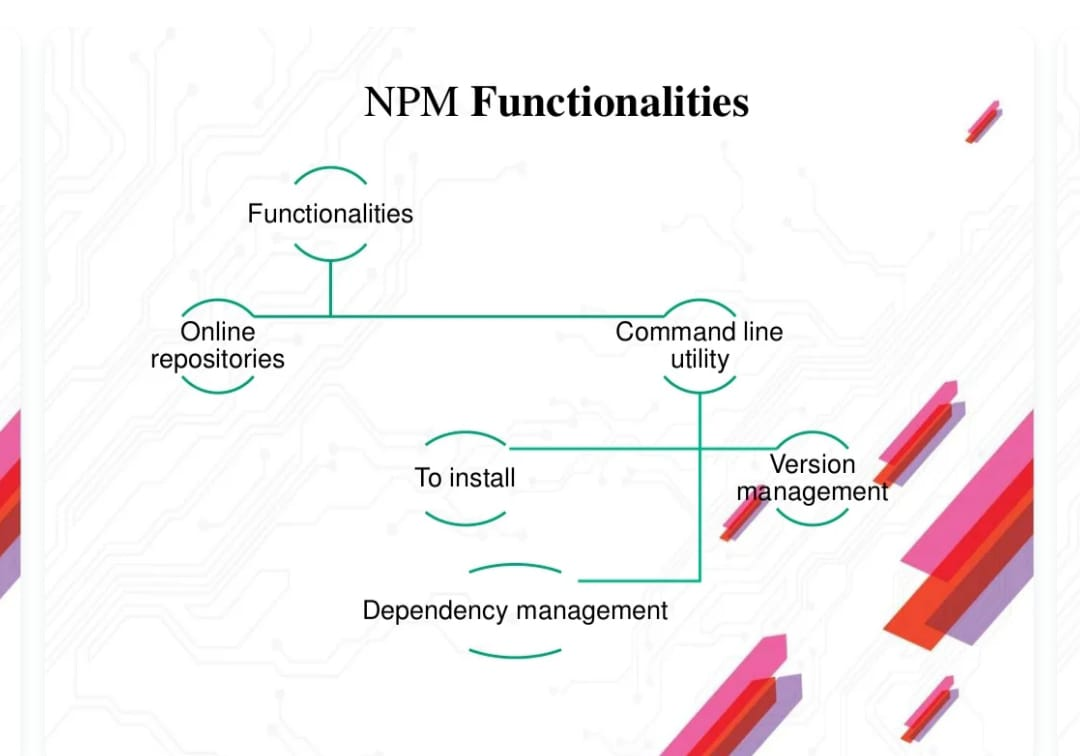 NPM Functionalities
Functionalities
Online
repositories
Command line
utility
To install
Version
management
Dependency management